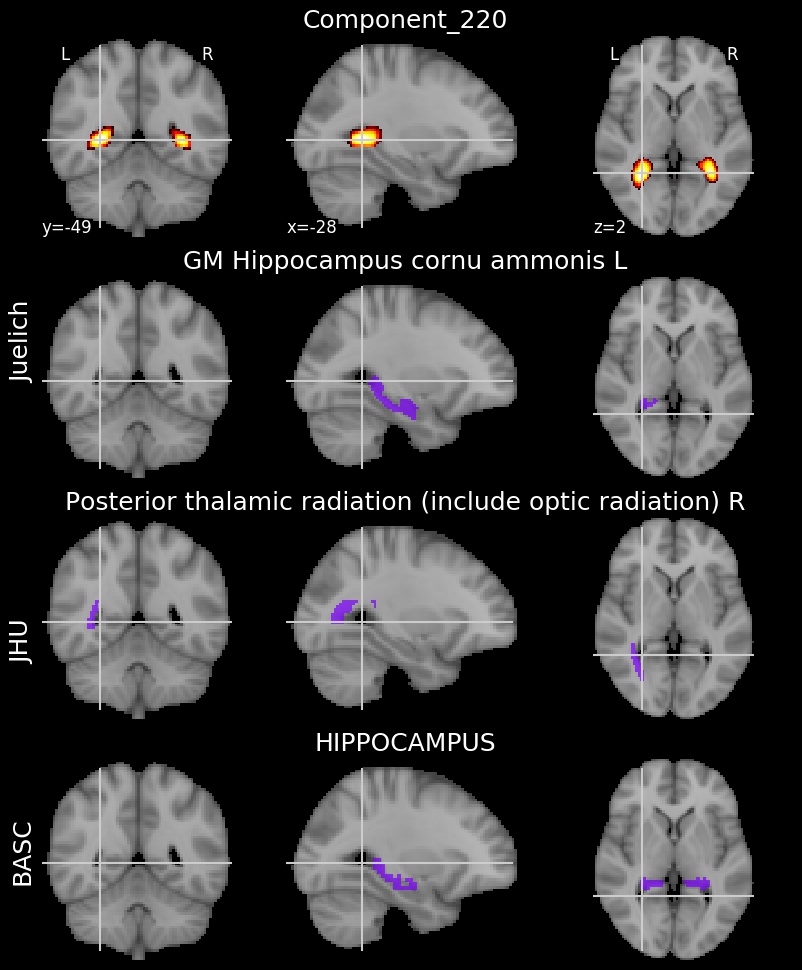 Component_220
L R L R
y=-49 x=-28 z=2
GM Hippocampus cornu ammonis L
Juelich
Posterior thalamic radiation (include optic radiation) R
JHU
HIPPOCAMPUS
BASC